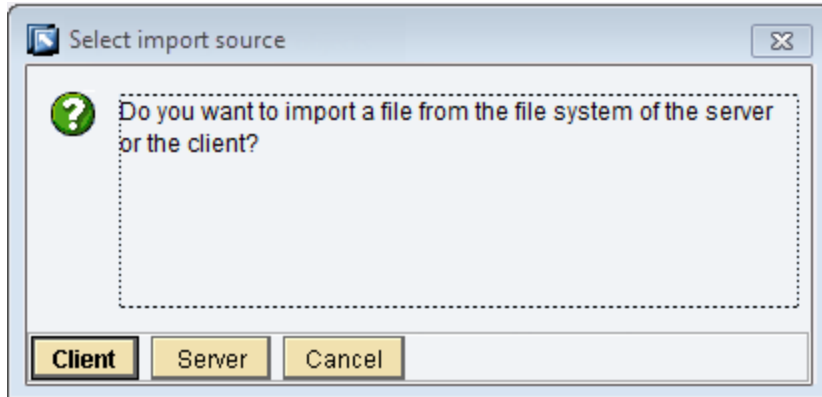 Select import source
Do you want to import a file from the file system of the server
or the client?
Client Server Cancel